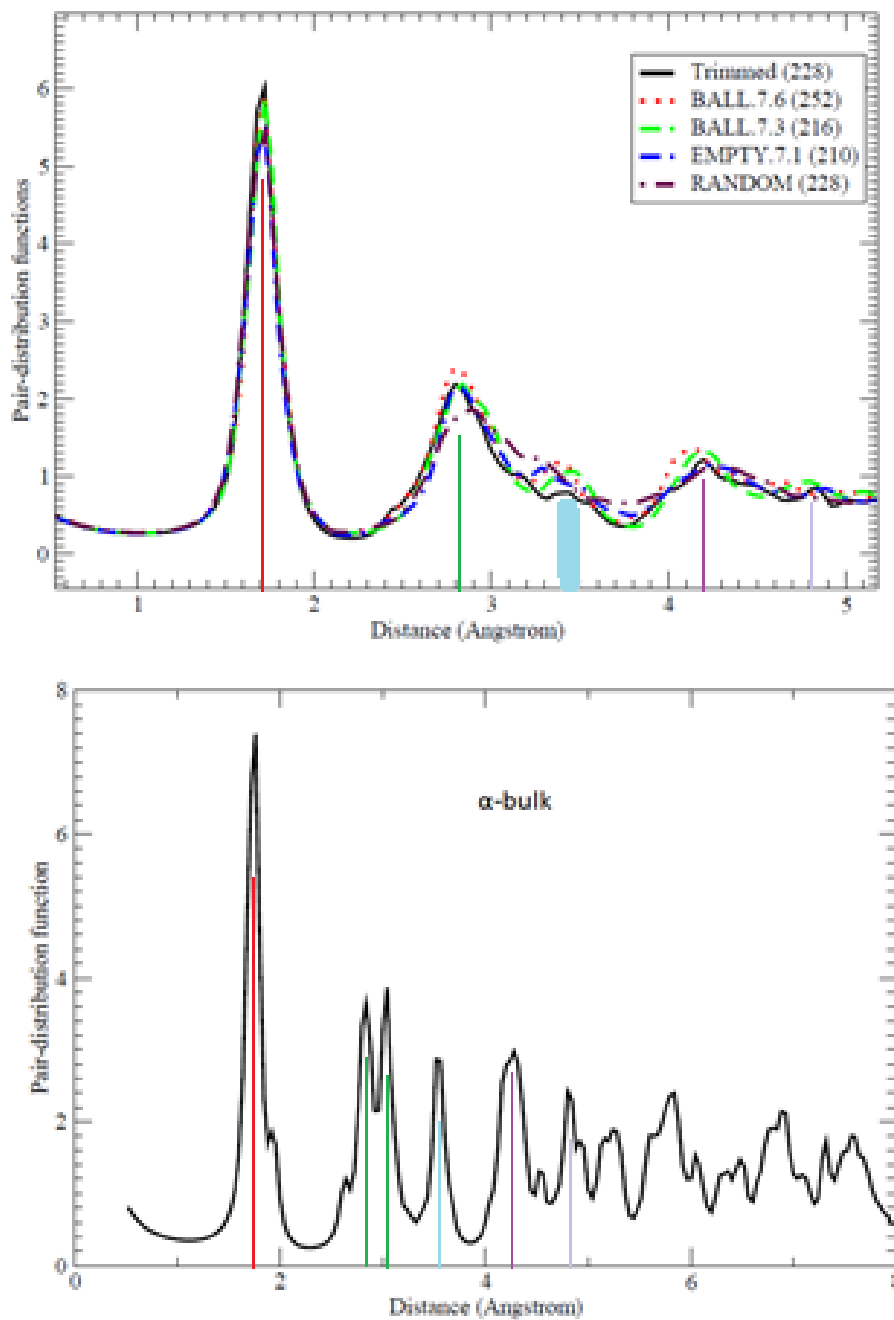 Pair-distribution functions
6
5
4
3
2
1
0
Trimmed (228)
BALL.7.6 (252)
BALL.7.3 (216)
EMPTY.7.1 (210)
RANDOM (228)
1 2 3 4 5
Distance (Angstrom)
Pair-distribution function
8
6
4
2
0
α-bulk
0 2 4 6 8
Distance (Angstrom)